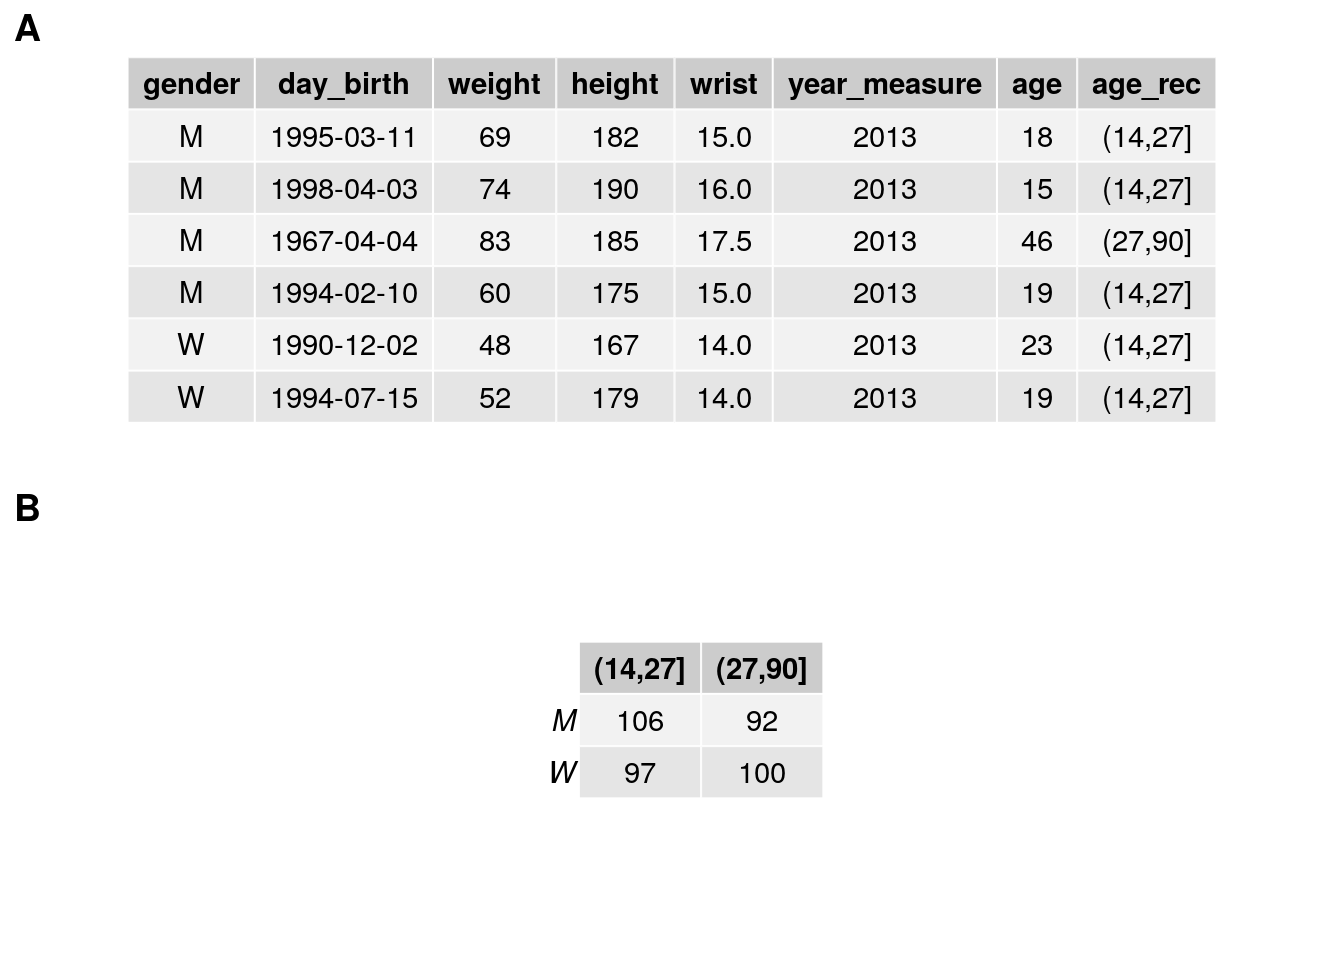 A
gender day_birth weight height wrist year_measure age age_rec
M 1995-03-11 69 182 15.0 2013 18 (14,27]
M 1998-04-03 74 190 16.0 2013 15 (14,27]
M 1967-04-04 83 185 17.5 2013 46 (27,90]
M 1994-02-10 60 175 15.0 2013 19 (14,27]
W 1990-12-02 48 167 14.0 2013 23 (14,27]
W 1994-07-15 52 179 14.0 2013 19 (14,27]
B
(14,27] (27,90]
M 106 92
W 97 100